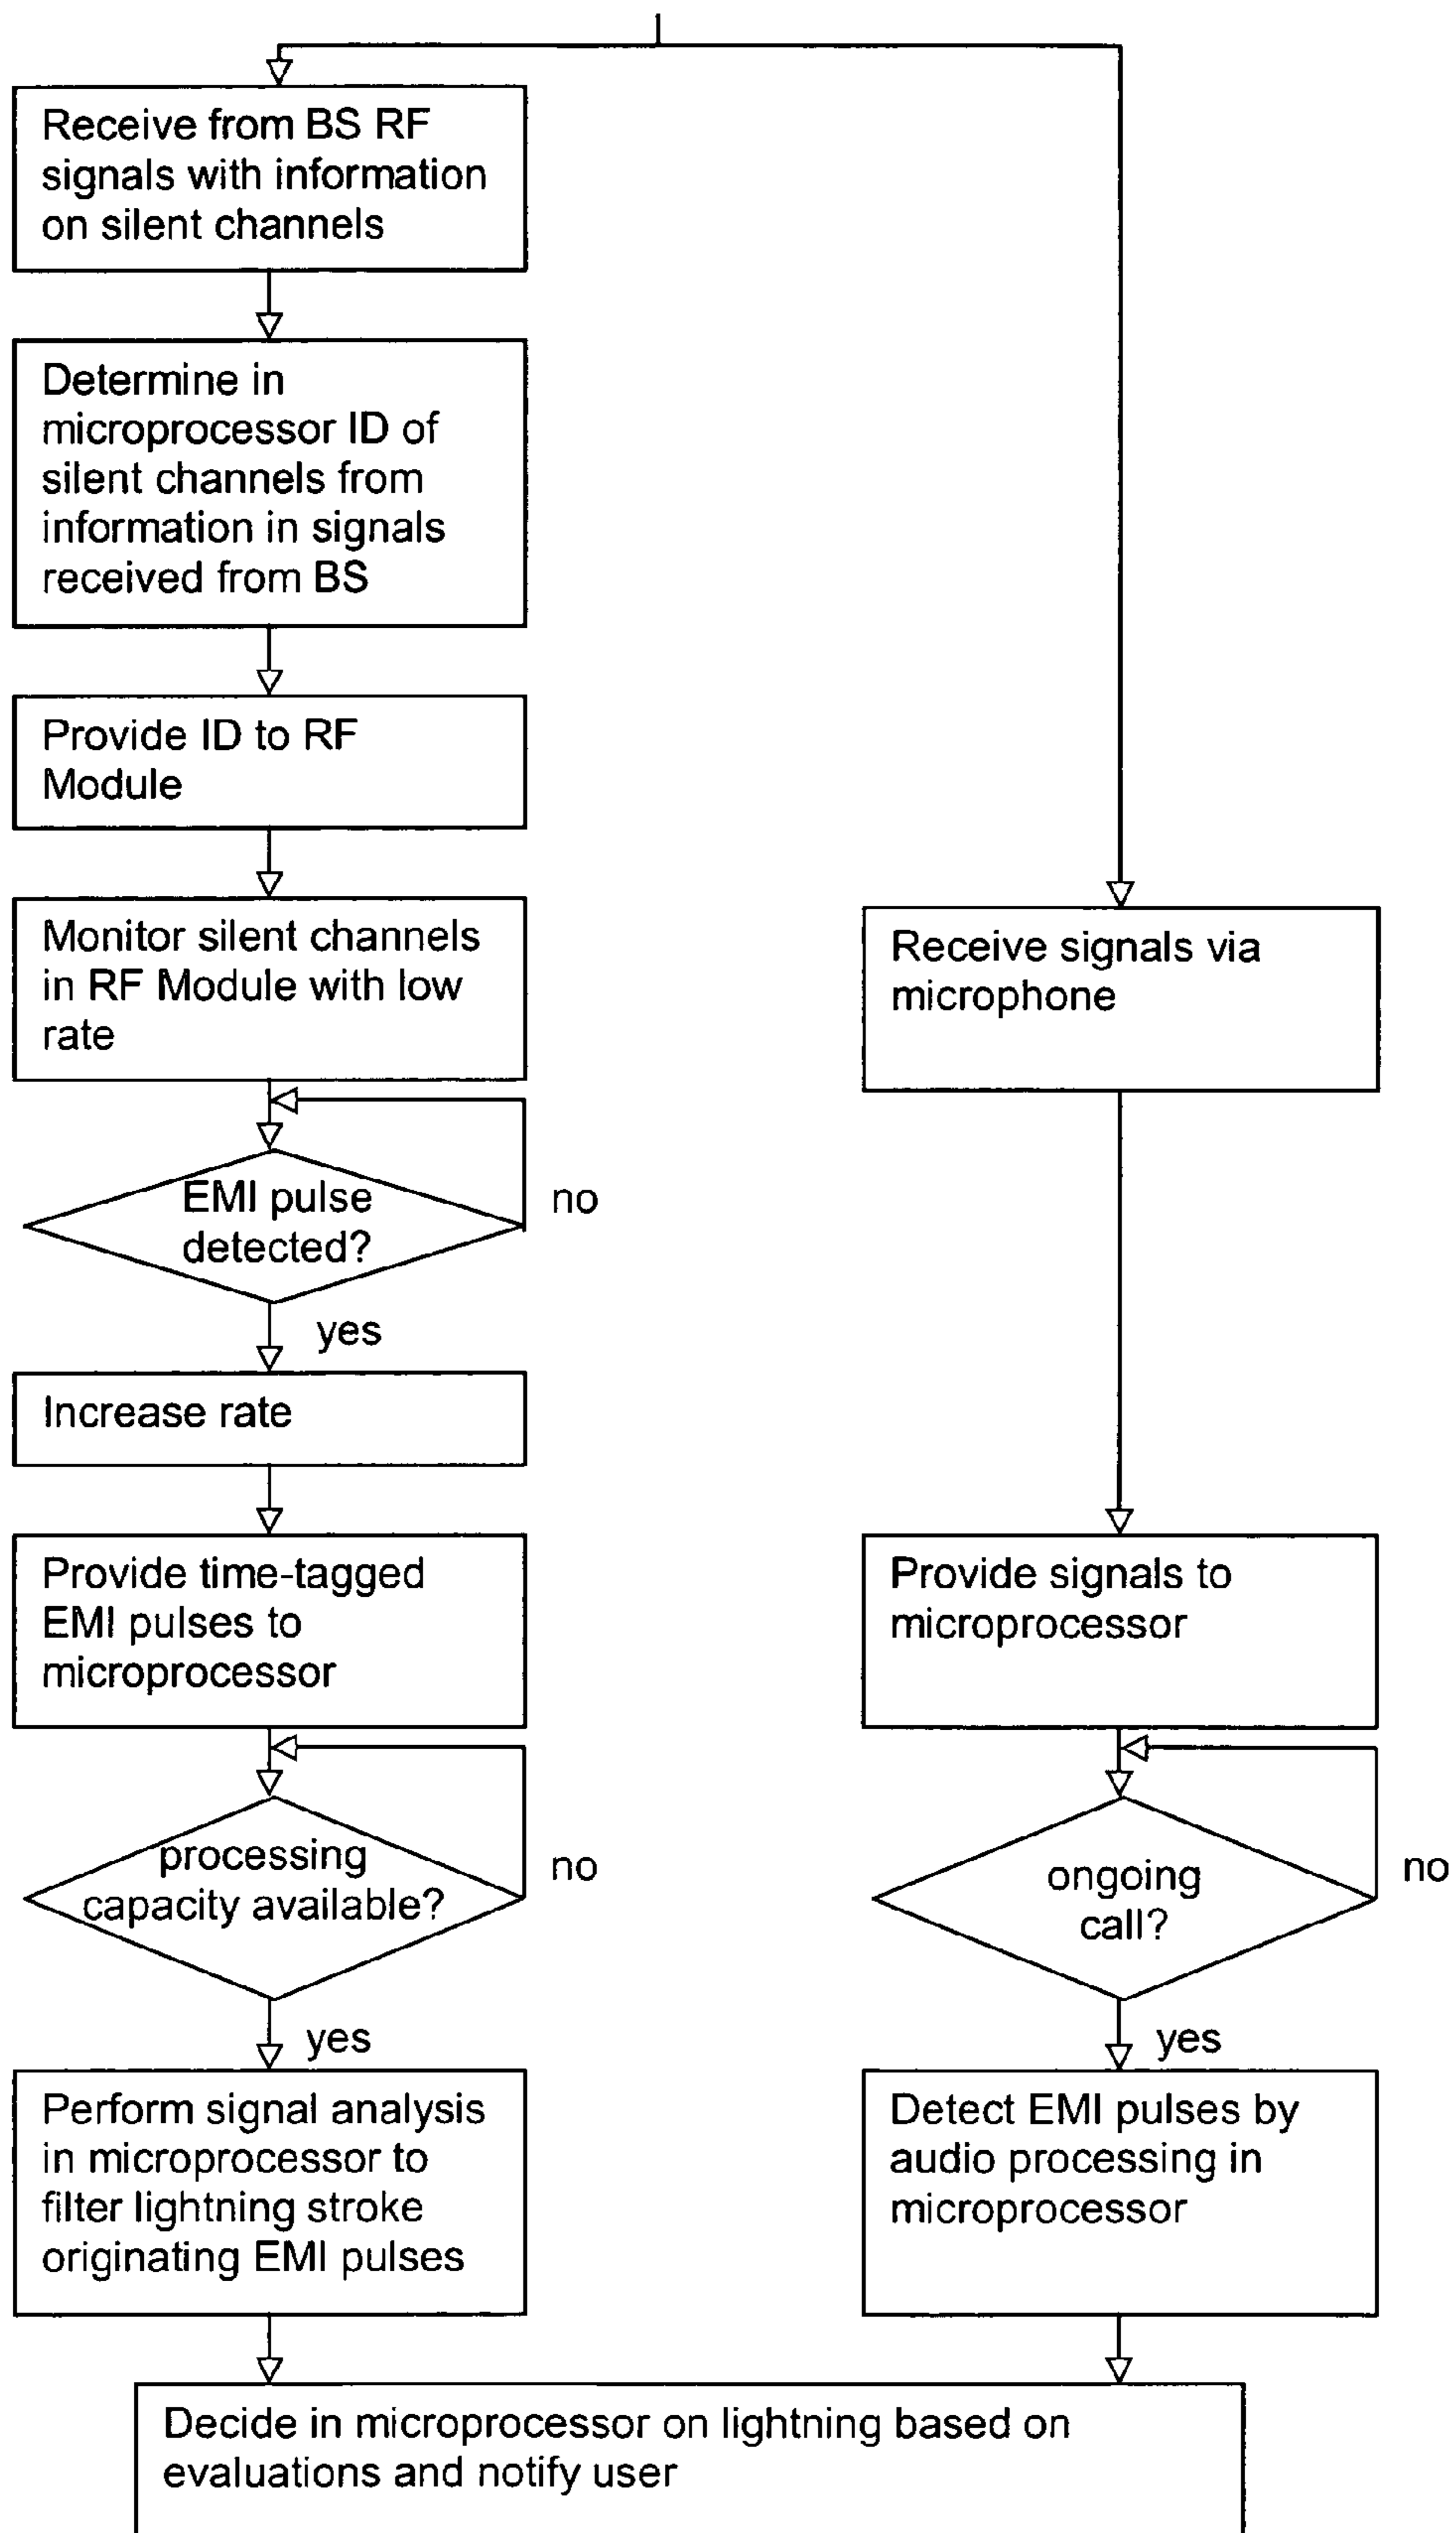 Receive from BS RF
signals with information
on silent channels
Determine in
microprocessor ID of
silent channels from
information in signals
received from BS
Provide ID to RF
Module
Monitor silent channels
in RF Module with low
rate
Receive signals via
microphone
EMI pulse
detected?
no
yes
Increase rate
Provide time-tagged
EMI pulses to
microprocessor
Provide signals to
microprocessor
processing
capacity available?
no
ongoing
call?
no
yes
yes
Perform signal analysis
in microprocessor to
filter lightning stroke
originating EMI pulses
Detect EMI pulses by
audio processing in
microprocessor
Decide in microprocessor on lightning based on
evaluations and notify user